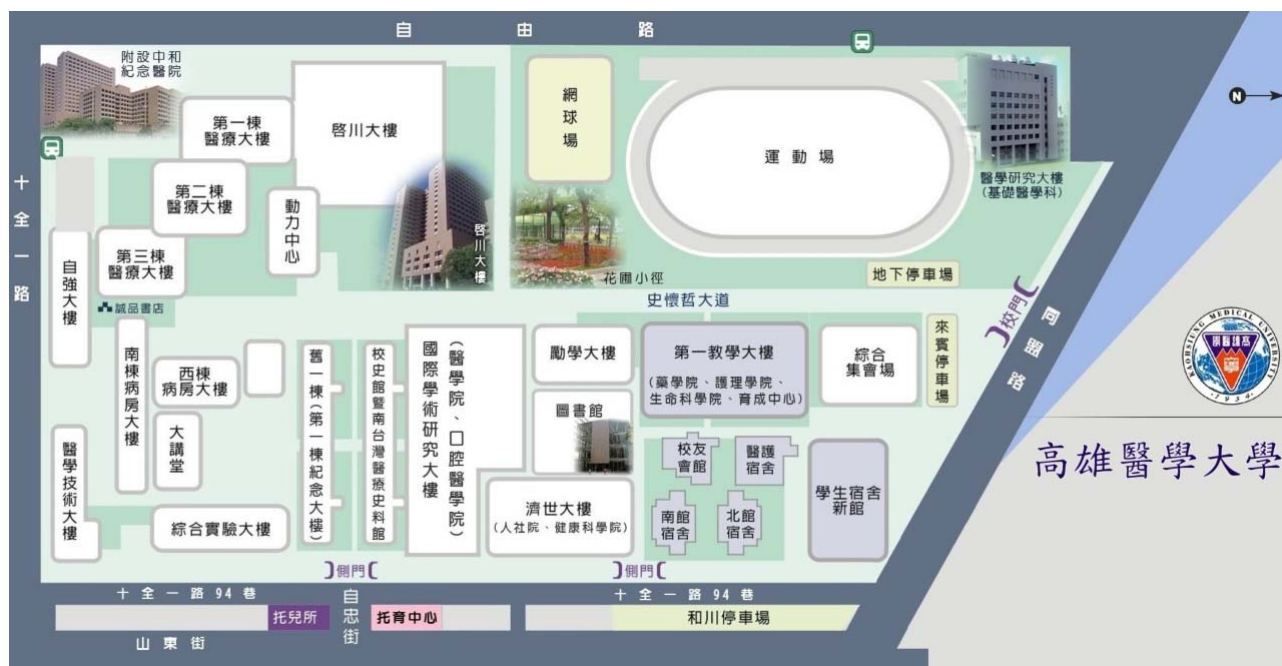 自由路
附設中和
紀念醫院
第一棟
醫療大樓
啓川大樓
網球場
運動場
N
醫學研究大樓
(基礎醫學科)
十全一路
第二棟
醫療大樓
動力中心
啓川大樓
花圃小徑
地下停車場
自強大樓
第三棟
醫療大樓
誠品書店
史懷哲大道
校門
同盟路
KAOHSIUNG MEDICAL UNIVERSITY
1954
南棟病房大樓
西棟
病房大樓
舊一棟(第一棟紀念大樓)
校史館暨南台灣醫療史料館
國際學術研究大樓
(醫學院、口腔醫學院)
勵學大樓
第一教學大樓
(藥學院、護理學院、
生命科學院、育成中心)
綜合
集會場
來賓停車場
大講堂
圖書館
校友
會館
醫護
宿舍
高雄醫學大學
醫學技術大樓
綜合實驗大樓
濟世大樓
(人社院、健康科學院)
南館
宿舍
北館
宿舍
學生宿舍
新館
側門
側門
十全一路94巷
自忠街
十全一路94巷
托兒所
托育中心
和川停車場
山東街